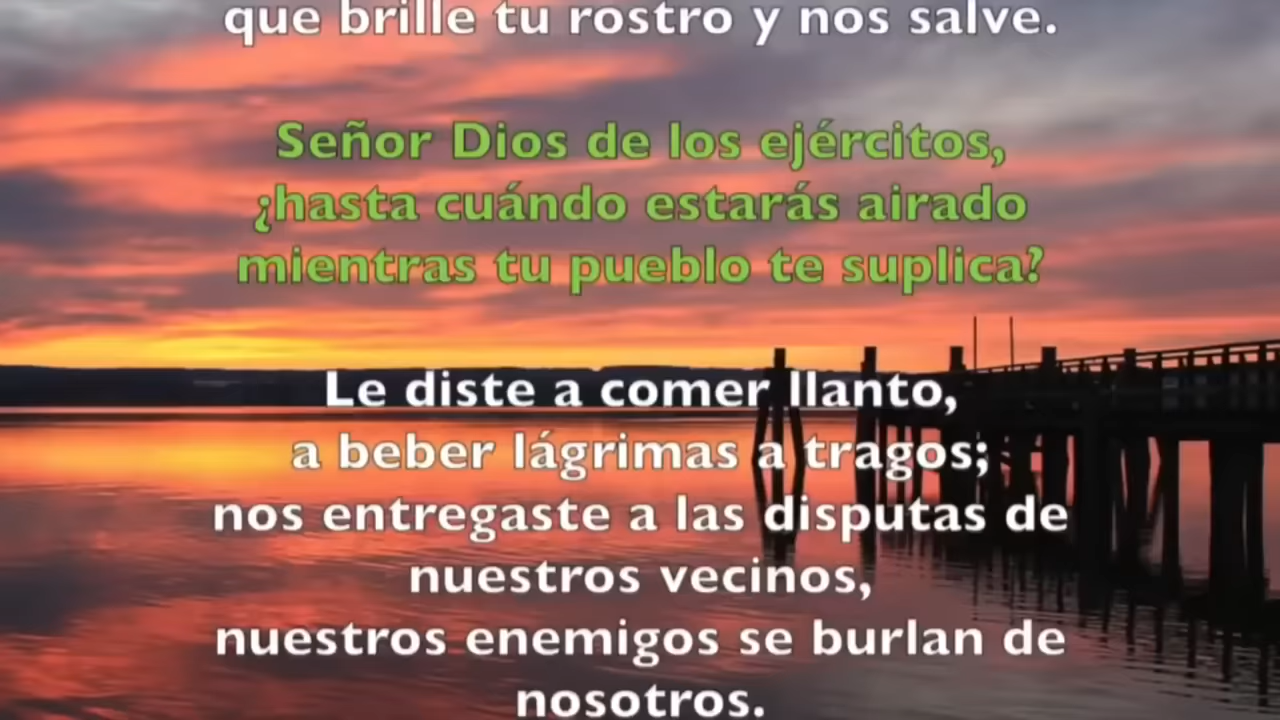 que brille tu rostro y nos salve.
Señor Dios de los ejércitos,
¿hasta cuándo estarás airado
mientras tu pueblo te suplica?
Le diste a comer llanto,
a beber lágrimas a tragos;
nos entregaste a las disputas de
nuestros vecinos,
nuestros enemigos se burlan de
nosotros.